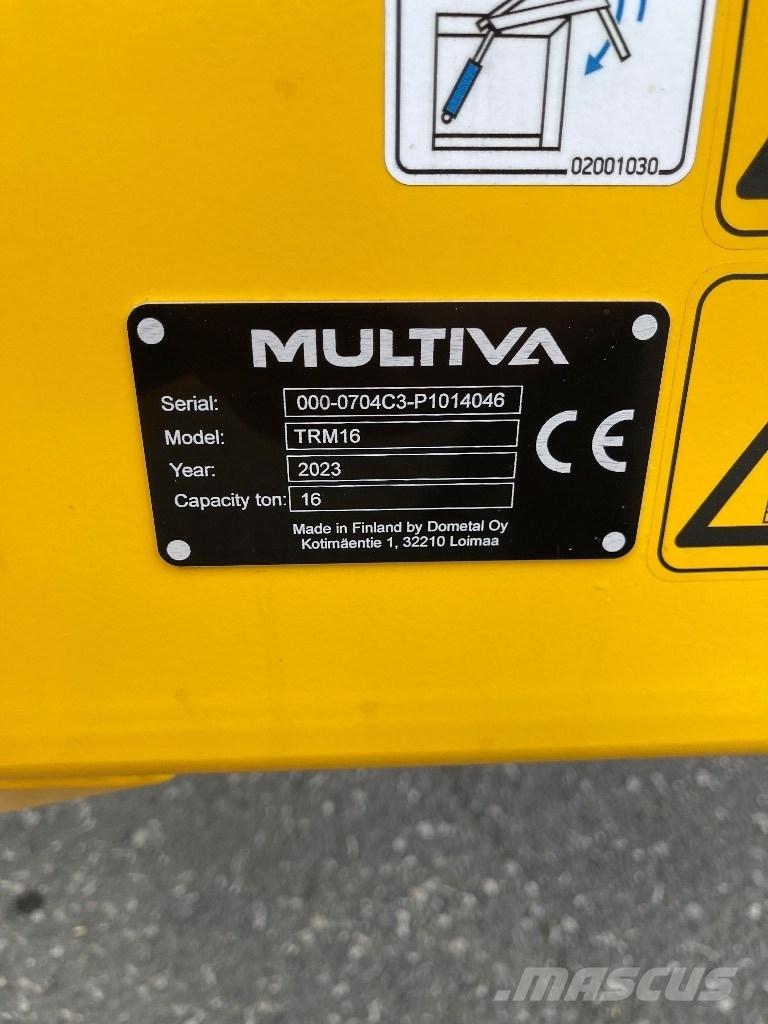 02001030
MULTIVA
Serial: 000-0704C3-P1014046
Model: TRM16
Year: 2023
Capacity ton: 16
CE
Made in Finland by Dometal Oy
Kotimäentie 1, 32210 Loimaa
MASCUS